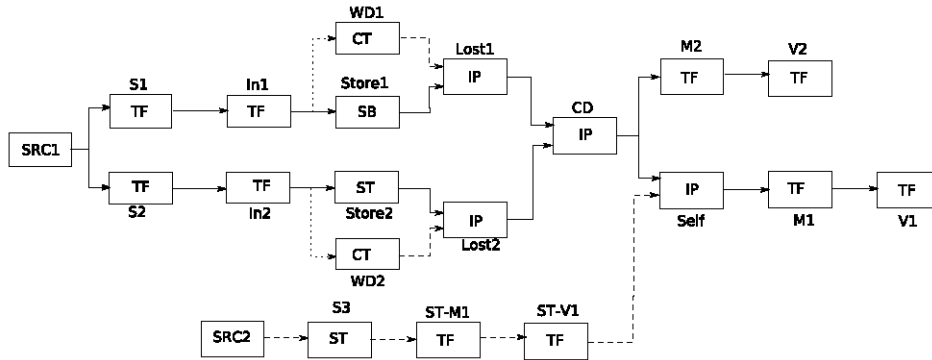 WD1
CT
Lost1
M2
V2
S1
In1
Store1
IP
TF
TF
TF
TF
SB
CD
IP
SRC1
TF
TF
ST
IP
TF
TF
S2
In2
Store2
IP
Self
M1
V1
Lost2
CT
WD2
S3
ST-M1
ST-V1
SRC2
ST
TF
TF